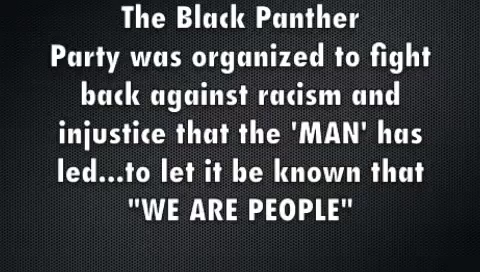 The Black Panther
Party was organized to fight
back against racism and
injustice that the 'MAN' has
led...to let it be known that
"WE ARE PEOPLE"